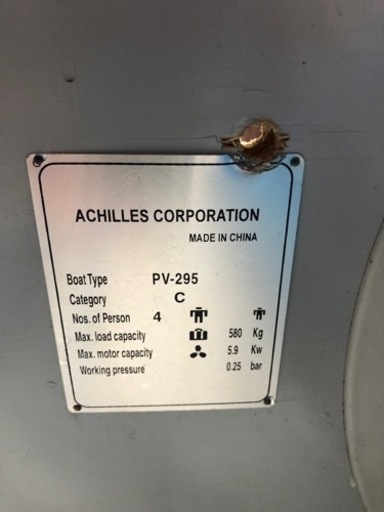 ACHILLES CORPORATION
MADE IN CHINA
Boat Type PV-295
Category C
Nos. of Person 4
Max. load capacity 580 Kg
Max. motor capacity 5.9 Kw
Working pressure 0.25 bar